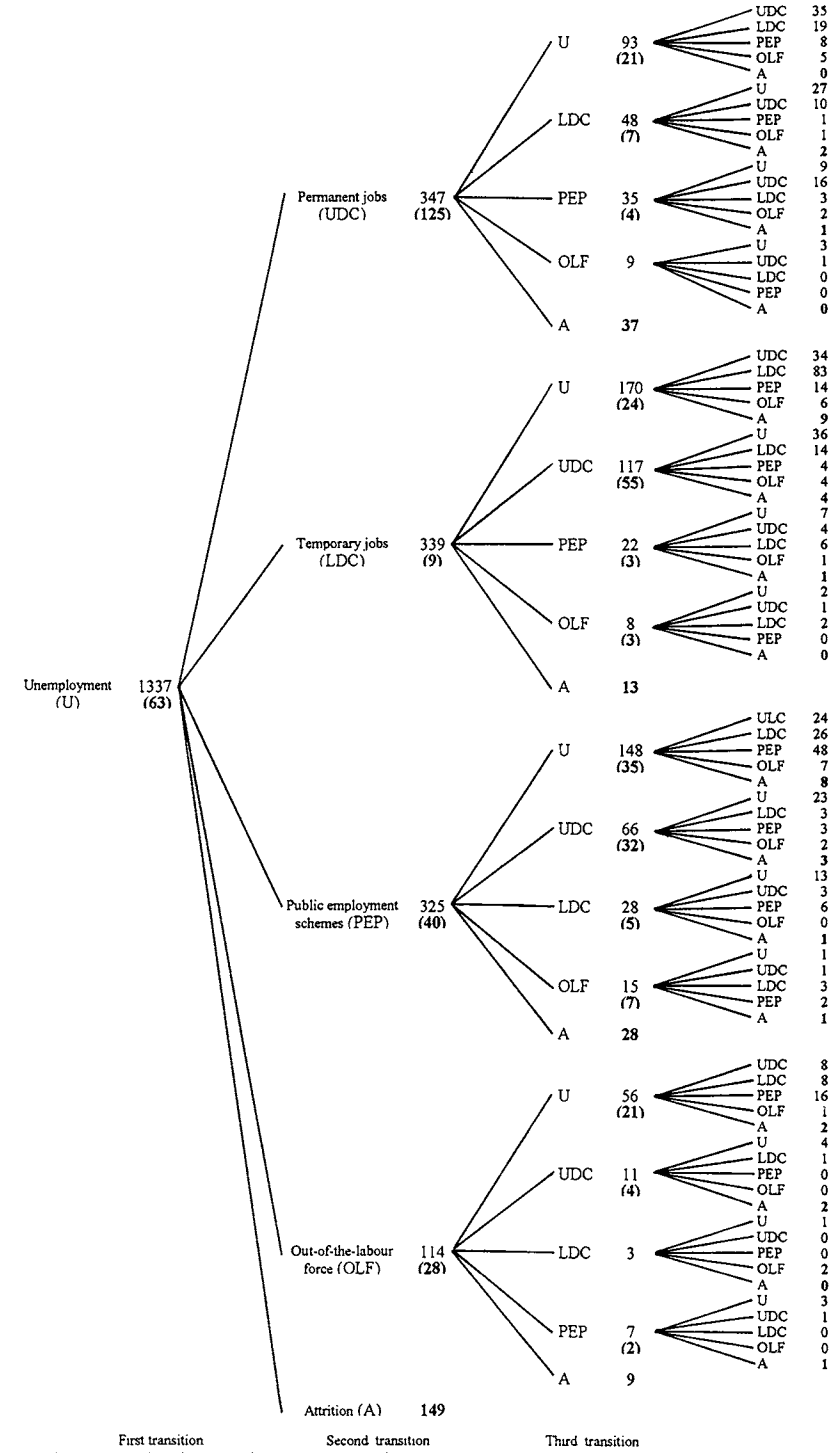 UDC 35
LDC 19
U 93 PEP 8
(21) OLF 5
A 0
U 27
UDC 10
LDC 48 PEP 1
(7) OLF 1
A 2
U 9
UDC 16
Permanent jobs 347 PEP 35 LDC 3
(UDC) (125) (4) OLF 2
A 1
U 3
OLF 9 UDC 1
LDC 0
PEP 0
A 0
A 37
UDC 34
LDC 83
U 170 PEP 14
(24) OLF 6
A 9
U 36
LDC 14
UDC 117 PEP 4
(55) OLF 4
A 4
U 7
UDC 4
Temporary jobs 339 PEP 22 LDC 6
(LDC) (9) (3) OLF 1
A 1
U 2
UDC 1
OLF 8 LDC 2
(3) PEP 0
A 0
Unemployment 1337 A 13
(U) (63)
ULC 24
LDC 26
U 148 PEP 48
(35) OLF 7
A 8
U 23
LDC 3
UDC 66 PEP 3
(32) OLF 2
A 3
U 13
UDC 3
Public employment 325 LDC 28 PEP 6
schemes (PEP) (40) (5) OLF 0
A 1
U 1
UDC 1
OLF 15 LDC 3
(7) PEP 2
A 1
A 28
UDC 8
LDC 8
U 56 PEP 16
(21) OLF 1
A 2
U 4
LDC 1
UDC 11 PEP 0
(4) OLF 0
A 2
U 1
UDC 0
Out-of-the-labour 114 LDC 3 PEP 0
force (OLF) (28) OLF 2
A 0
U 3
UDC 1
PEP 7 LDC 0
(2) OLF 0
A 1
A 9
Attrition (A) 149
First transition Second transition Third transition